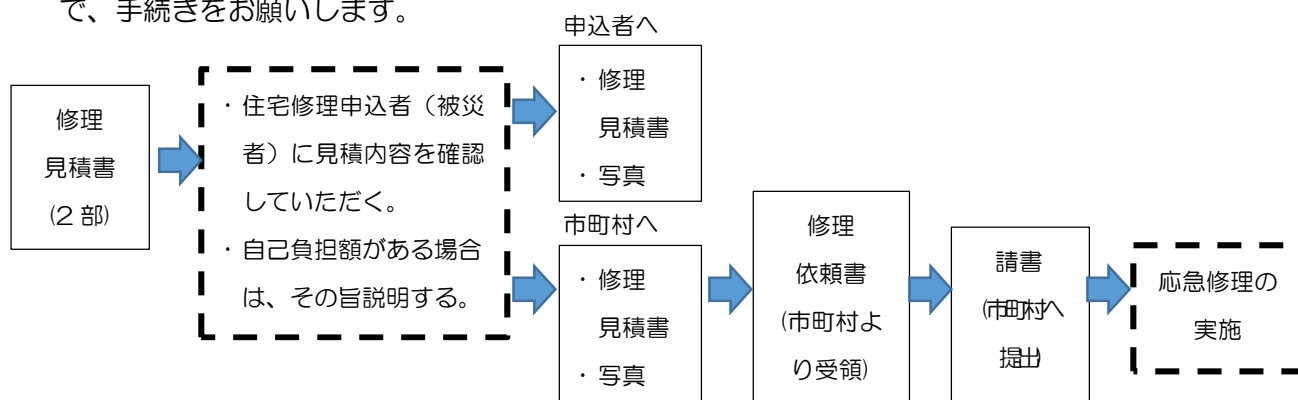 で、手続きをお願いします。
修理
見積書
(2 部)
・住宅修理申込者（被災
者）に見積内容を確認
していただく。
・自己負担額がある場合
は、その旨説明する。
申込者へ
・修理
見積書
・写真
市町村へ
・修理
見積書
・写真
修理
依頼書
(市町村よ
り受領)
請書
(市町村へ
提出)
応急修理の
実施